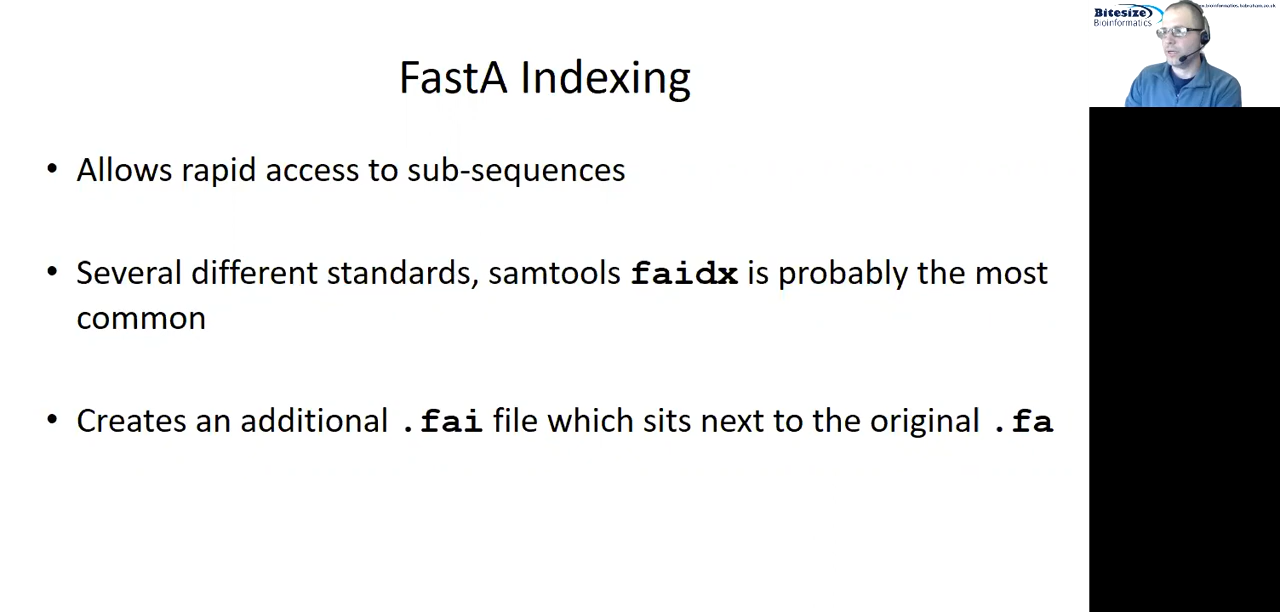 FastA Indexing
• Allows rapid access to sub-sequences
• Several different standards, samtools faidx is probably the most
common
• Creates an additional .fai file which sits next to the original .fa
Bitesize
Bioinformatics